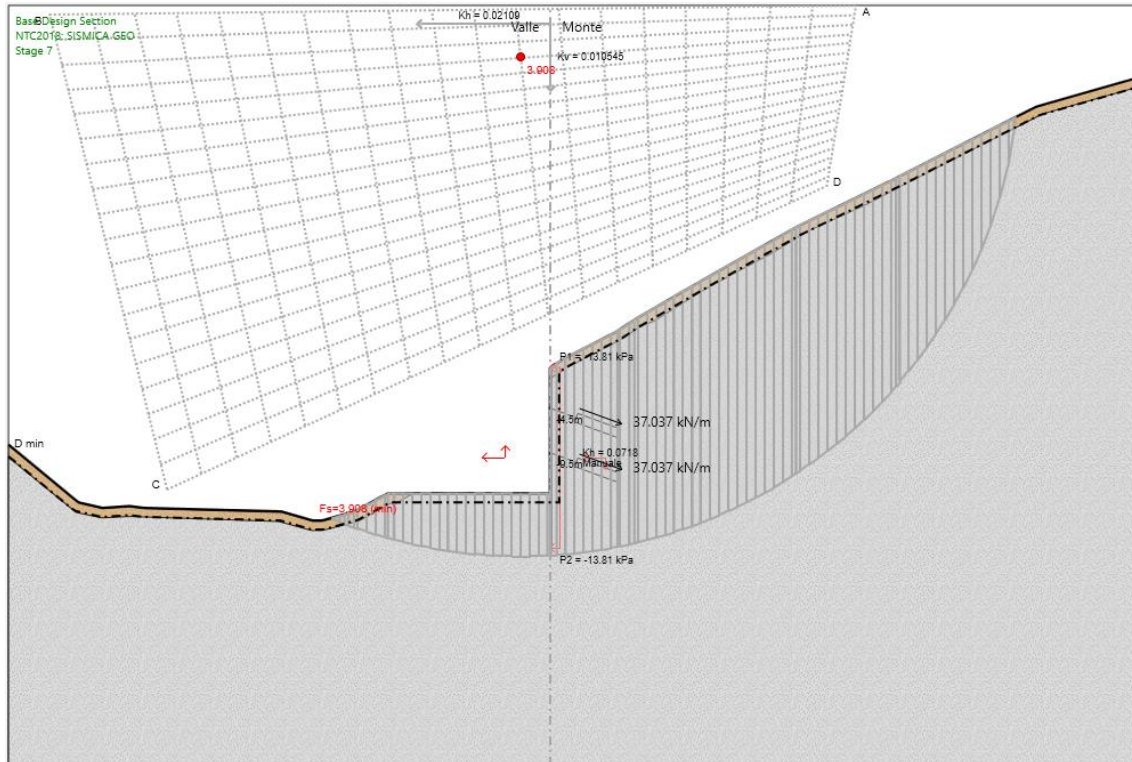 Base Design Section
B
NTC2018: SISMICA GEO
Stage 7
Kh = 0.02109
Valle
Monte
A
Kv = 0.010545
3.908
D
P1 = -13.81 kPa
4.5m
37.037 kN/m
Kh = 0.0718
9.5m
Manuale
37.037 kN/m
D min
C
Fs=3.908 (min)
P2 = -13.81 kPa